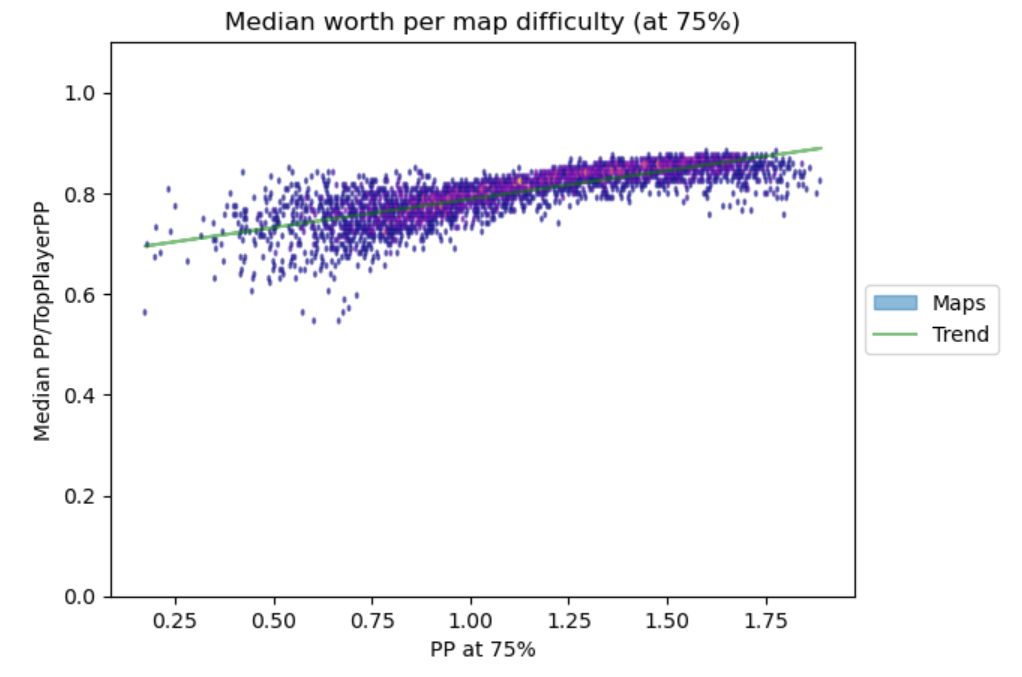 Median worth per map difficulty (at 75%)
1.0
0.8
0.6
0.4
0.2
0.0
Median PP/TopPlayerPP
0.25 0.50 0.75 1.00 1.25 1.50 1.75
PP at 75%
Maps
Trend